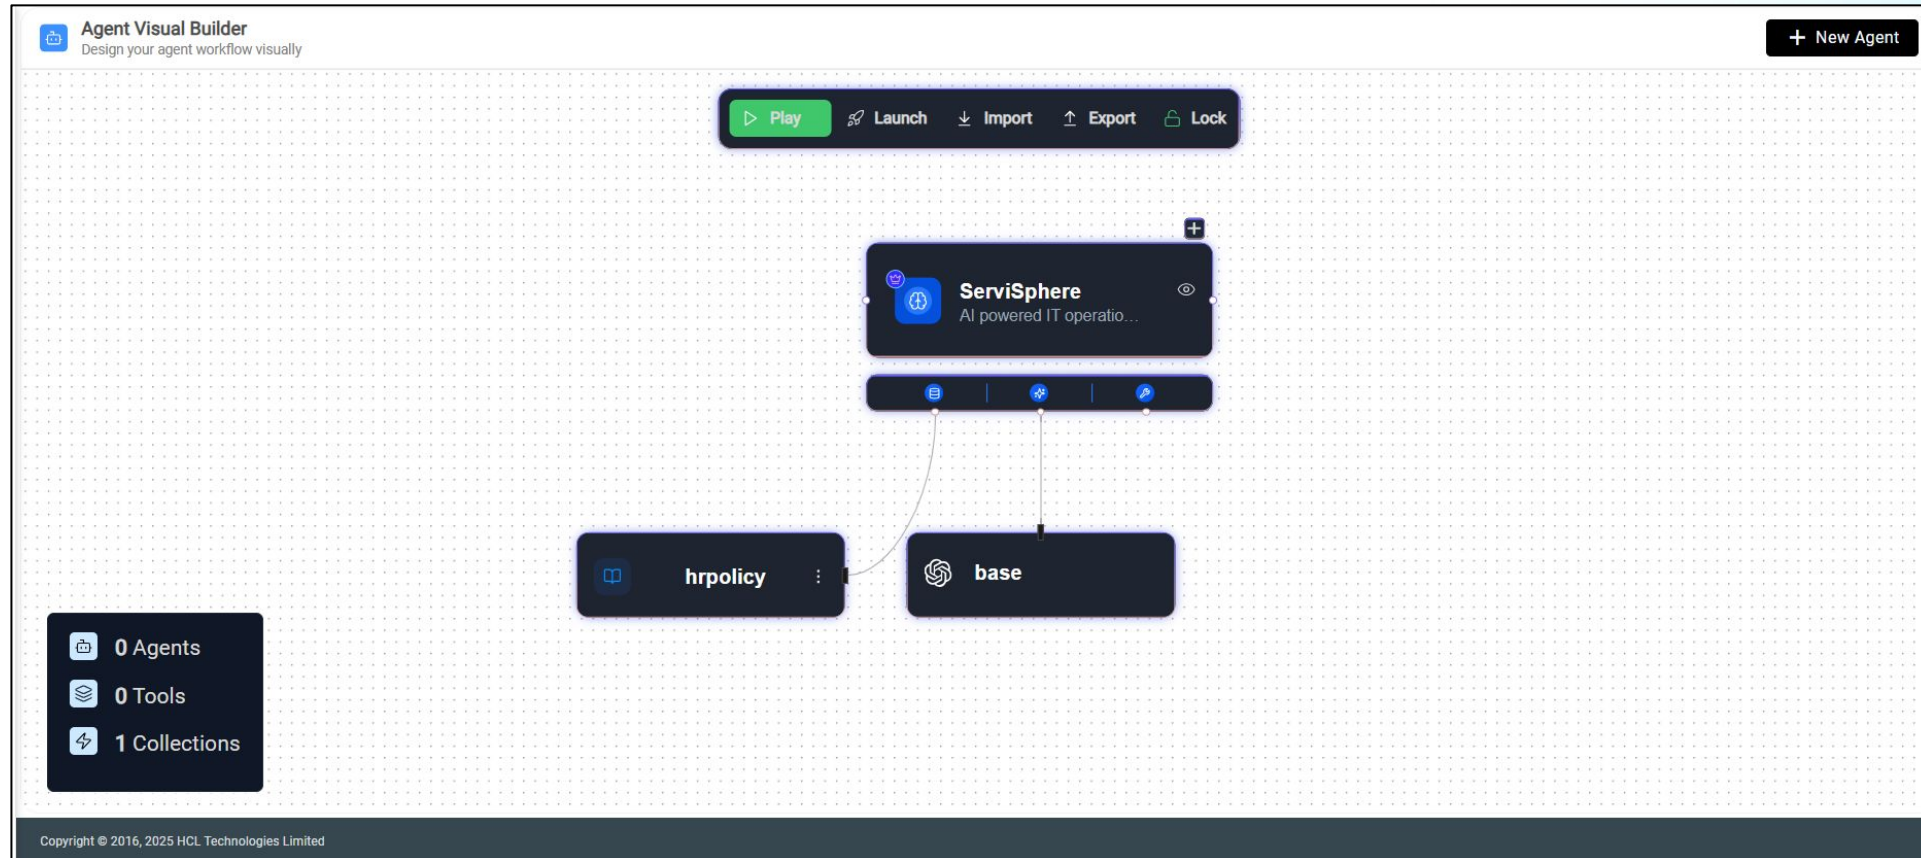 Agent Visual Builder
Design your agent workflow visually
New Agent
Play Launch Import Export Lock
ServiSphere
AI powered IT operatio...
hrpolicy
base
0 Agents
0 Tools
1 Collections
Copyright © 2016, 2025 HCL Technologies Limited